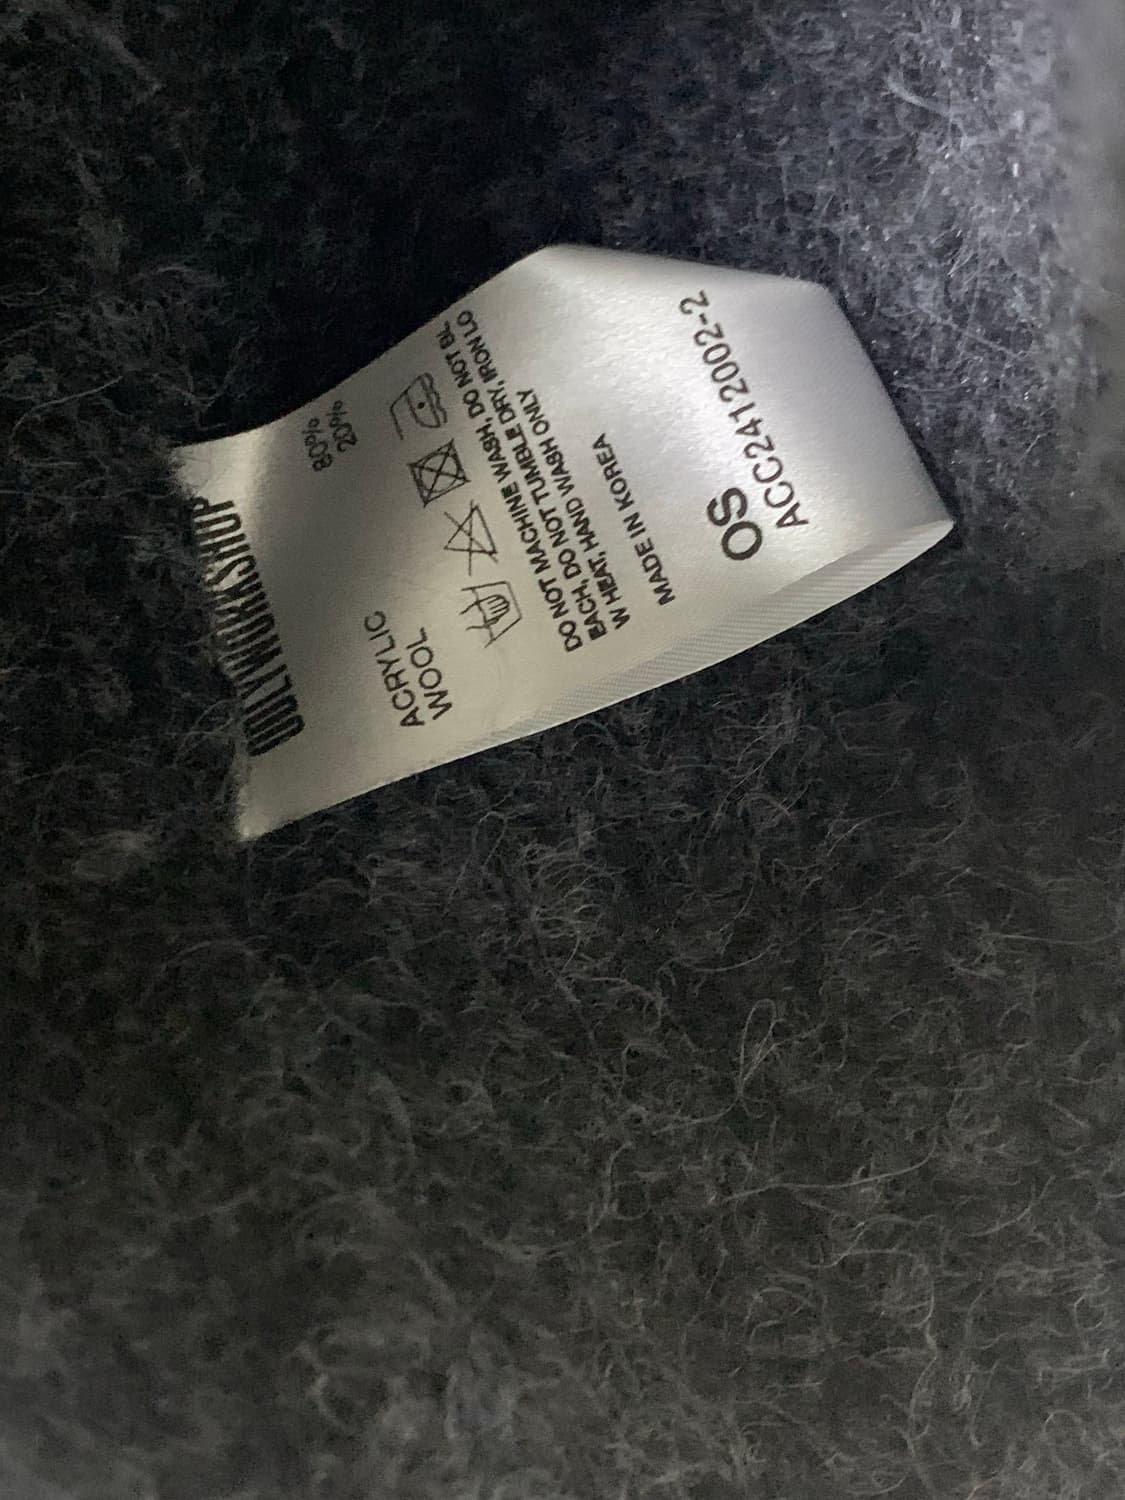 WORKSHOP
ACRYLIC 80%
WOOL 20%
DO NOT MACHINE WASH, DO NOT BL
EACH, DO NOT TUMBLE DRY, IRON LO
W HEAT, HAND WASH ONLY
MADE IN KOREA
OS
ACC2412002-2